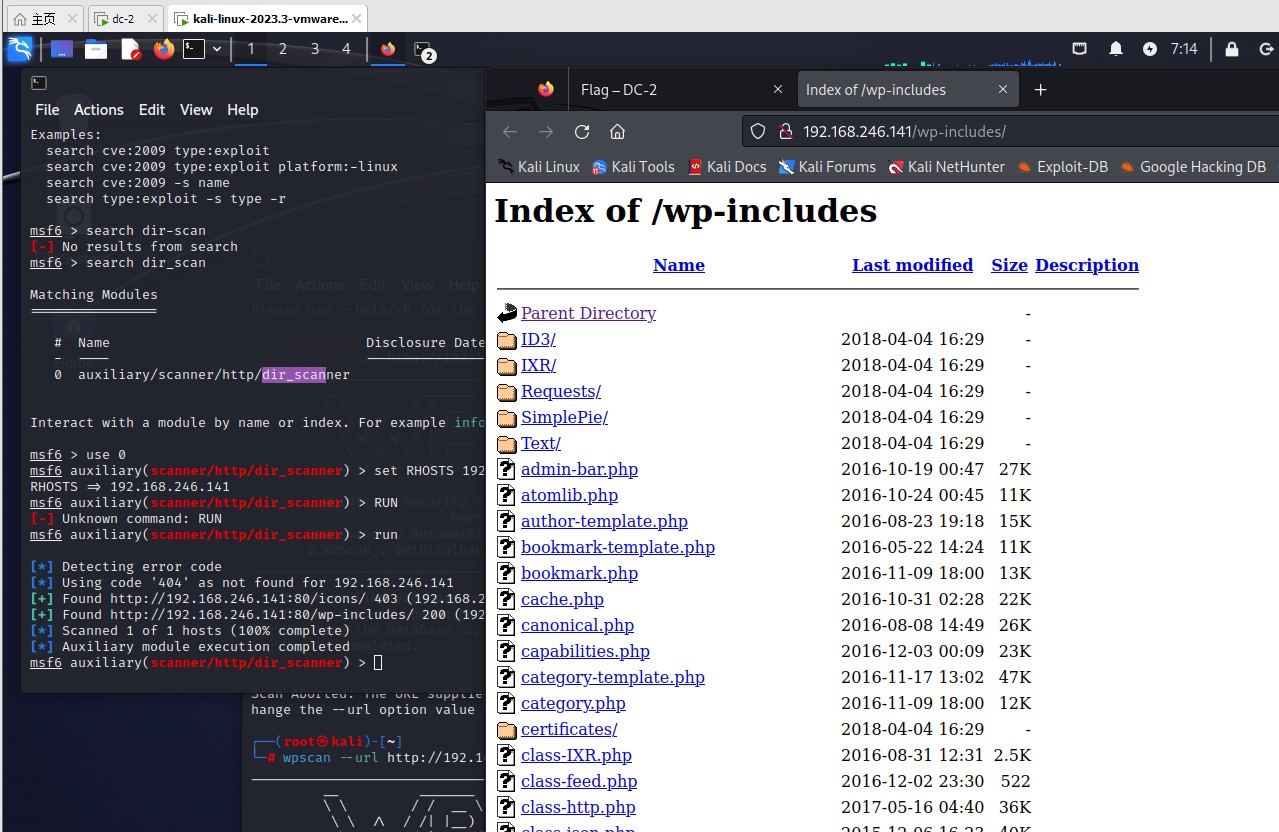 主页
dc-2
kali-linux-2023.3-vmware...
1 2 3 4
2
7:14
File Actions Edit View Help
Examples:
search cve:2009 type:exploit
search cve:2009 type:exploit platform:-linux
search cve:2009 -s name
search type:exploit -s type -r
msf6 > search dir-scan
[-] No results from search
msf6 > search dir_scan
Matching Modules
# Name Disclosure Date
- ---- ---------------
0 auxiliary/scanner/http/dir_scanner
Interact with a module by name or index. For example info
msf6 > use 0
msf6 auxiliary(scanner/http/dir_scanner) > set RHOSTS 192
RHOSTS => 192.168.246.141
msf6 auxiliary(scanner/http/dir_scanner) > RUN
[-] Unknown command: RUN
msf6 auxiliary(scanner/http/dir_scanner) > run
[*] Detecting error code
[*] Using code '404' as not found for 192.168.246.141
[+] Found http://192.168.246.141:80/icons/ 403 (192.168.2
[+] Found http://192.168.246.141:80/wp-includes/ 200 (192
[*] Scanned 1 of 1 hosts (100% complete)
[*] Auxiliary module execution completed
msf6 auxiliary(scanner/http/dir_scanner) >
Scan Aborted: The URL supplie
hange the --url option value
(root㉿kali)-[~]
# wpscan --url http://192.1
Flag – DC-2
Index of /wp-includes
192.168.246.141/wp-includes/
Kali Linux Kali Tools Kali Docs Kali Forums Kali NetHunter Exploit-DB Google Hacking DB
Index of /wp-includes
Name Last modified Size Description
Parent Directory -
ID3/ 2018-04-04 16:29 -
IXR/ 2018-04-04 16:29 -
Requests/ 2018-04-04 16:29 -
SimplePie/ 2018-04-04 16:29 -
Text/ 2018-04-04 16:29 -
admin-bar.php 2016-10-19 00:47 27K
atomlib.php 2016-10-24 00:45 11K
author-template.php 2016-08-23 19:18 15K
bookmark-template.php 2016-05-22 14:24 11K
bookmark.php 2016-11-09 18:00 13K
cache.php 2016-10-31 02:28 22K
canonical.php 2016-08-08 14:49 26K
capabilities.php 2016-12-03 00:09 23K
category-template.php 2016-11-17 13:02 47K
category.php 2016-11-09 18:00 12K
certificates/ 2018-04-04 16:29 -
class-IXR.php 2016-08-31 12:31 2.5K
class-feed.php 2016-12-02 23:30 522
class-http.php 2017-05-16 04:40 36K
class-json.php 2015-12-06 16:23 40K